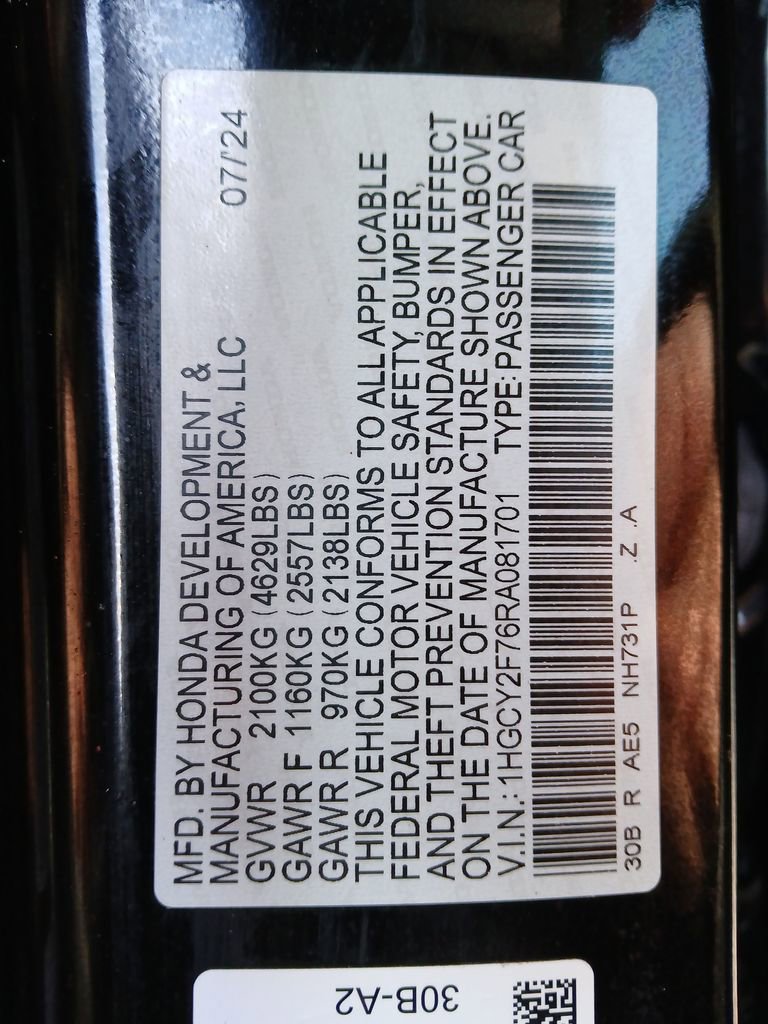 MFD. BY HONDA DEVELOPMENT &
MANUFACTURING OF AMERICA, LLC 07/'24
GVWR 2100KG (4629LBS)
GAWR F 1160KG (2557LBS)
GAWR R 970KG (2138LBS)
THIS VEHICLE CONFORMS TO ALL APPLICABLE
FEDERAL MOTOR VEHICLE SAFETY, BUMPER,
AND THEFT PREVENTION STANDARDS IN EFFECT
ON THE DATE OF MANUFACTURE SHOWN ABOVE.
V.I.N.: 1HGCY2F76RA081701 TYPE: PASSENGER CAR
30B R AE5 NH731P .Z .A
30B-A2